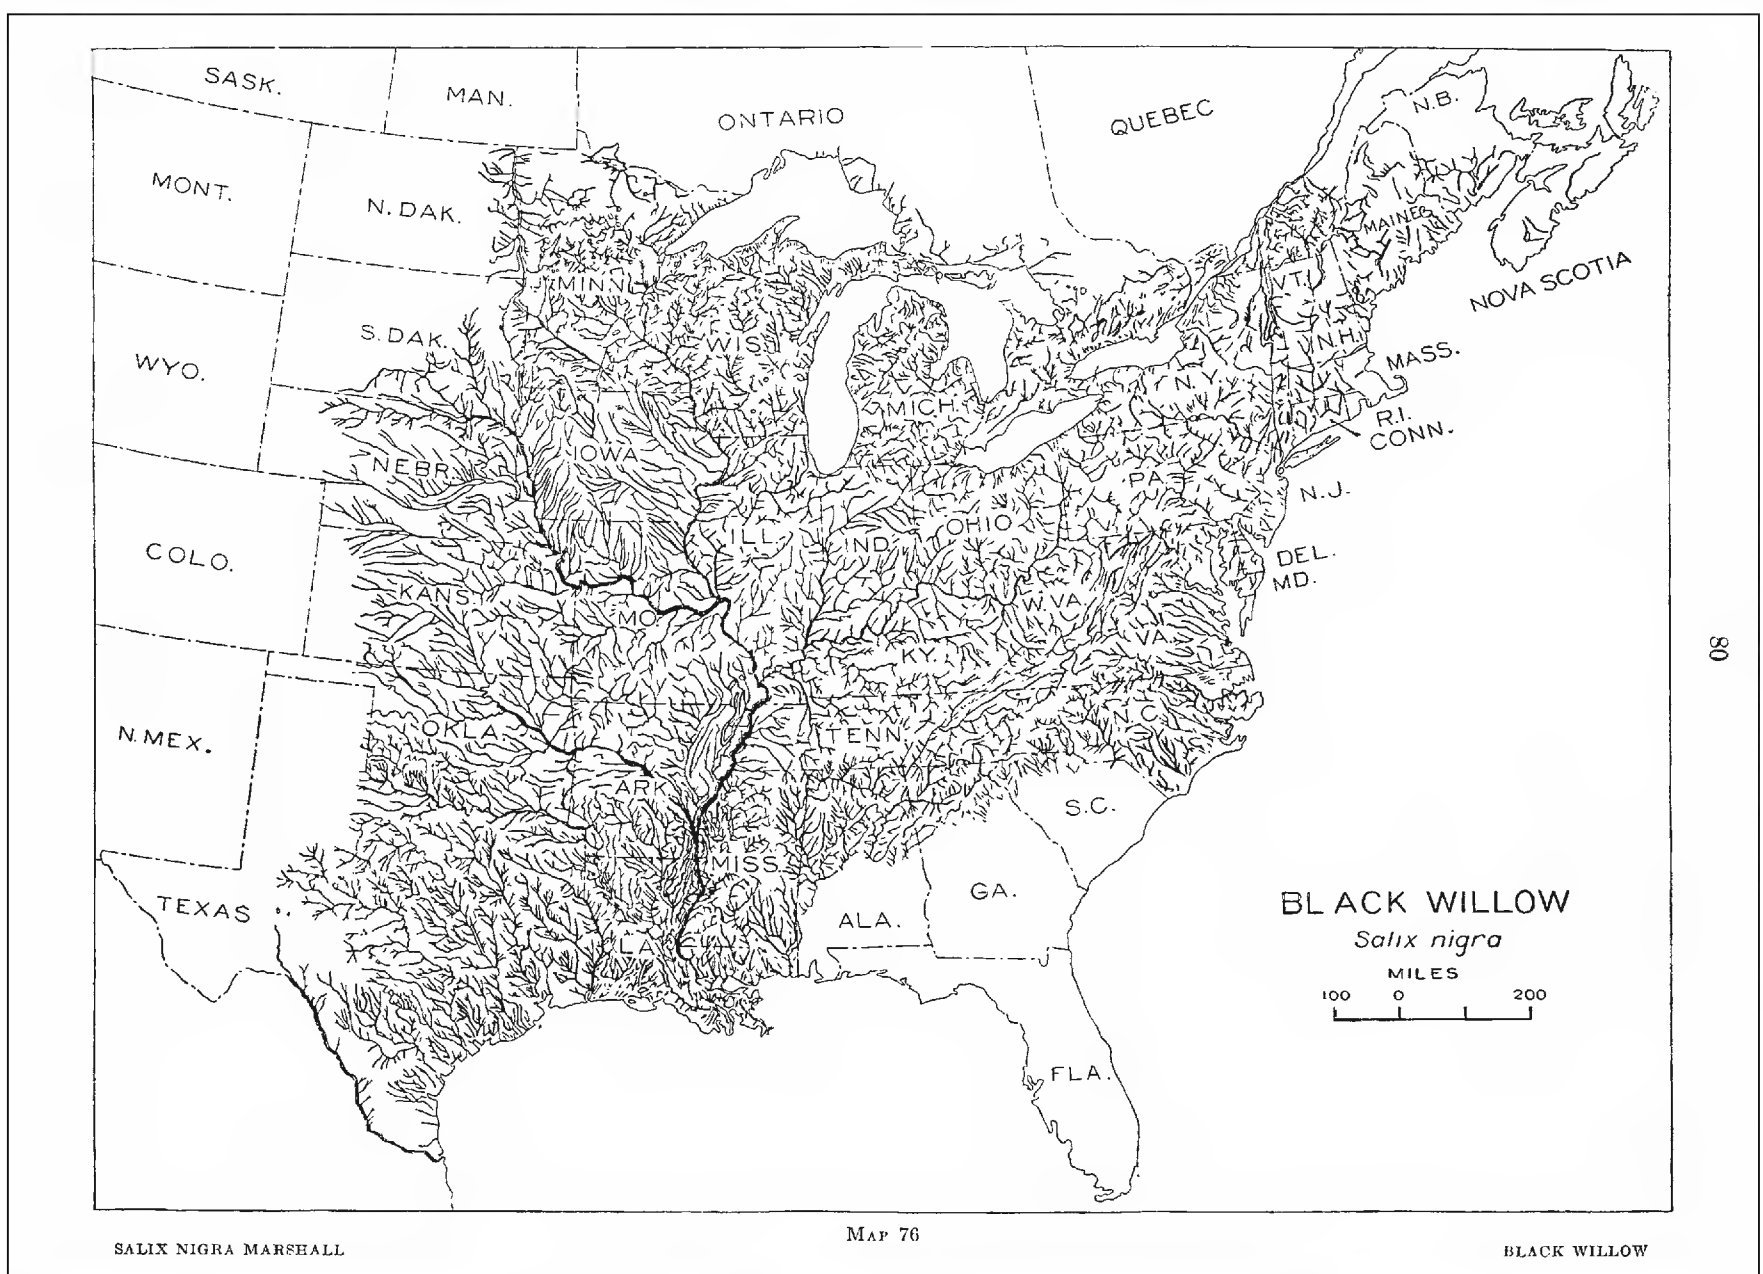 SASK.
MAN.
ONTARIO
QUEBEC
N.B.
MONT.
N.DAK.
MAINE
NOVA SCOTIA
MINN.
VT.
S.DAK.
WIS.
N.H.
MASS.
WYO.
MICH.
N.Y.
R.I.
CONN.
NEBR.
IOWA
PA.
N.J.
ILL.
IND.
OHIO
DEL.
MD.
COLO.
KANS.
MO.
W.VA.
VA.
KY.
80
N.MEX.
OKLA.
TENN.
N.C.
ARK.
S.C.
MISS.
GA.
TEXAS
ALA.
LA.
BLACK WILLOW
Salix nigra
MILES
100 0 200
FLA.
MAP 76
SALIX NIGRA MARSHALL
BLACK WILLOW